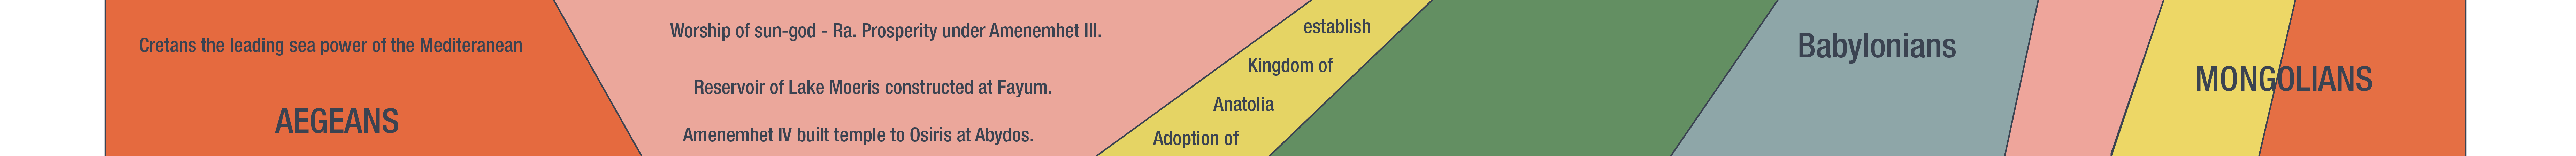 Cretans the leading sea power of the Mediteranean
AEGEANS
Worship of sun-god - Ra. Prosperity under Amenemhet III.
Reservoir of Lake Moeris constructed at Fayum.
Amenemhet IV built temple to Osiris at Abydos.
establish
Kingdom of
Anatolia
Adoption of
Babylonians
MONGOLIANS